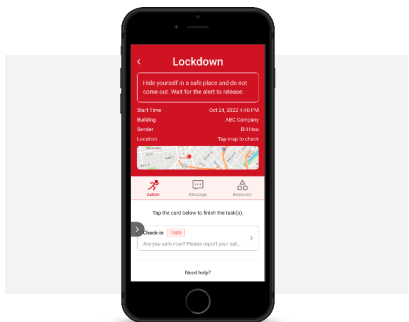 Lockdown
Hide yourself in a safe place and do not
come out. Wait for the alert to release.
Start Time Oct 24, 2022 4:40 PM
Building ABC Company
Sender Bill Hsu
Location Tap map to check
Action Message Resources
Tap the card below to finish the task(s).
Check-in TODO
Are you safe now? Please report your saf...
Need help?